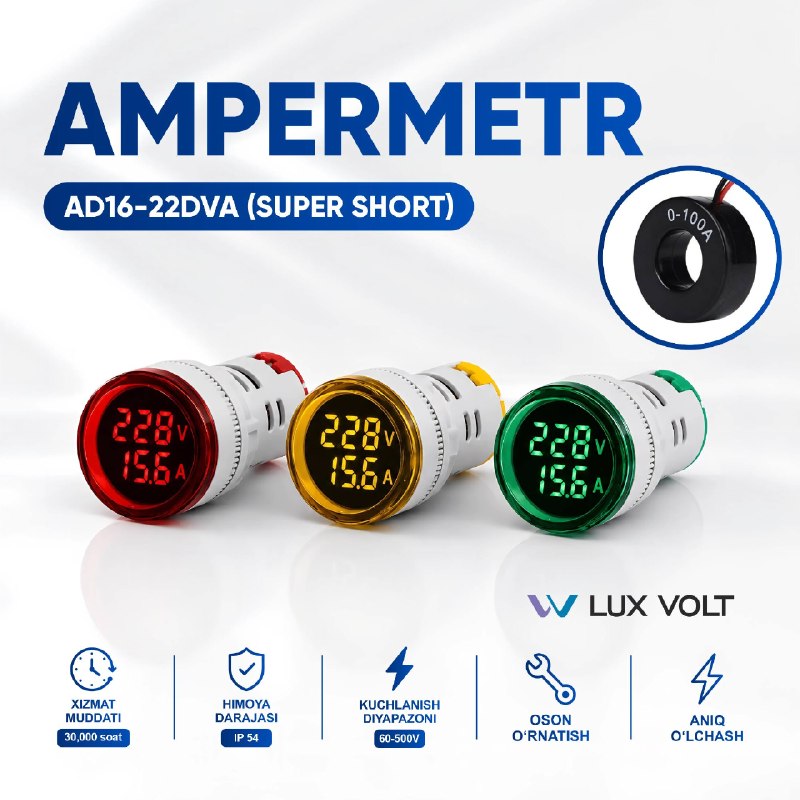 AMPERMETR
AD16-22DVA (SUPER SHORT)
0-100A
228 V
15.6 A
228 V
15.6 A
228 V
15.6 A
LUX VOLT
XIZMAT
MUDDATI
30,000 soat
HIMOYA
DARAJASI
IP 54
KUCHLANISH
DIYAPAZONI
60-500V
OSON
O‘RNATISH
ANIQ
O‘LCHASH